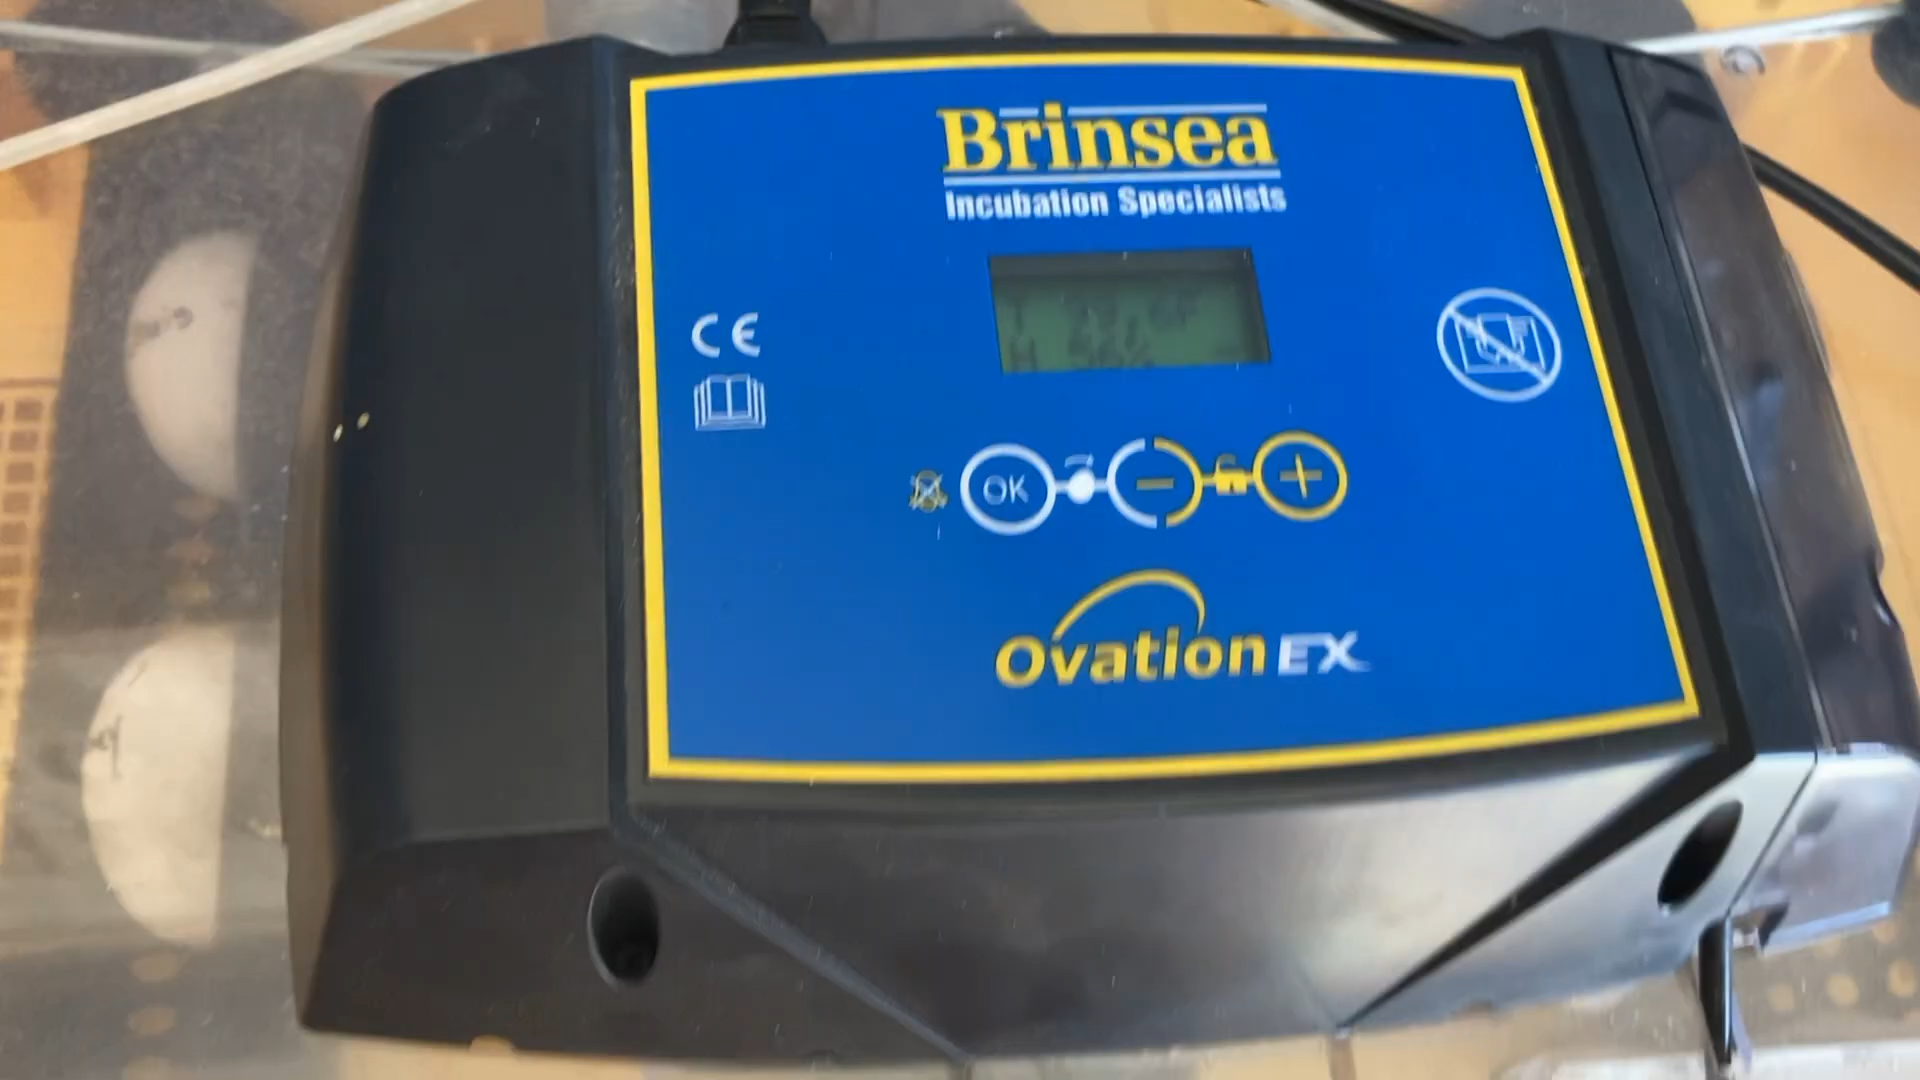 Brinsea
Incubation Specialists
CE
OK
Ovation EX